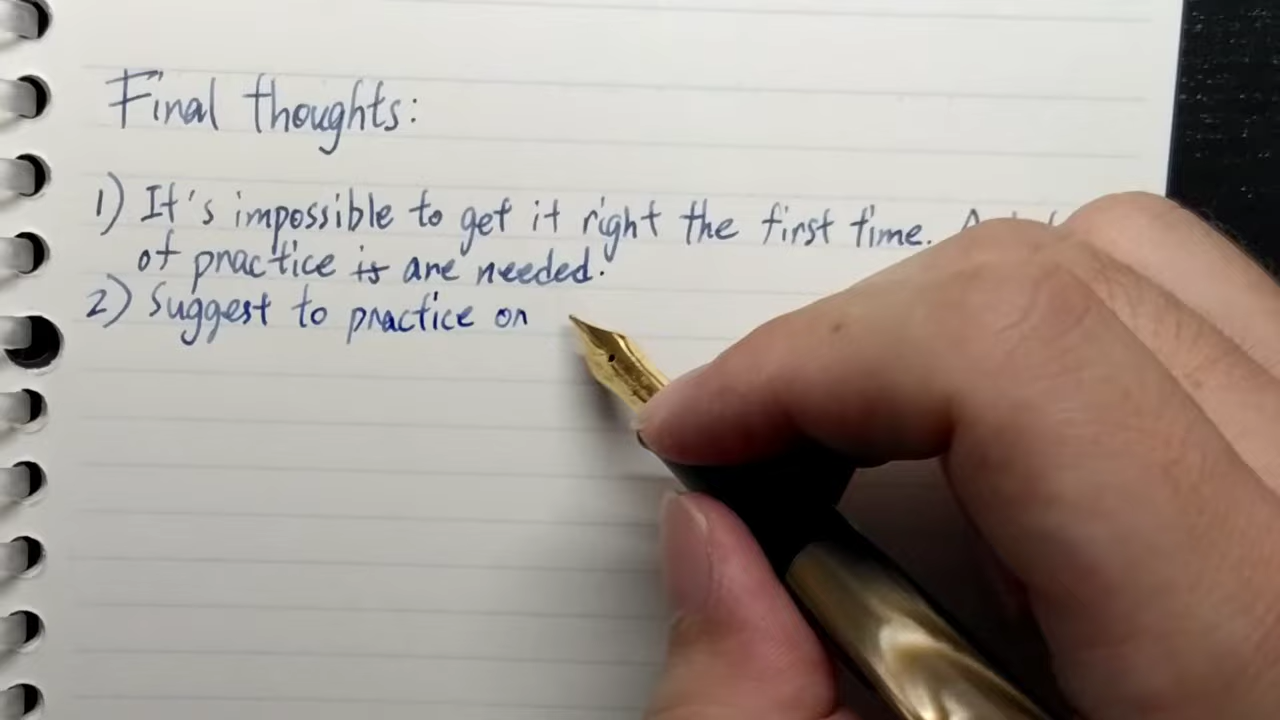 Final thoughts:
1) It's impossible to get it right the first time. A
of practice is are needed.
2) Suggest to practice on